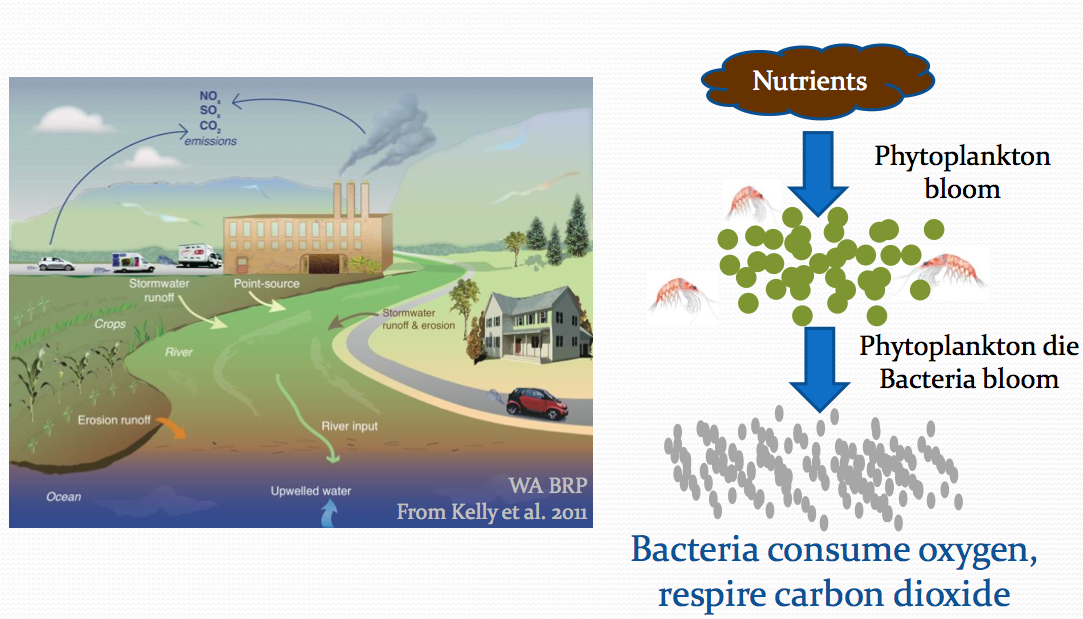 NOx
SOx
CO2
emissions
Stormwater
runoff
Point-source
Crops
Stormwater
runoff & erosion
River
Erosion runoff
River input
Ocean
Upwelled water
WA BRP
From Kelly et al. 2011
Nutrients
Phytoplankton
bloom
Phytoplankton die
Bacteria bloom
Bacteria consume oxygen,
respire carbon dioxide